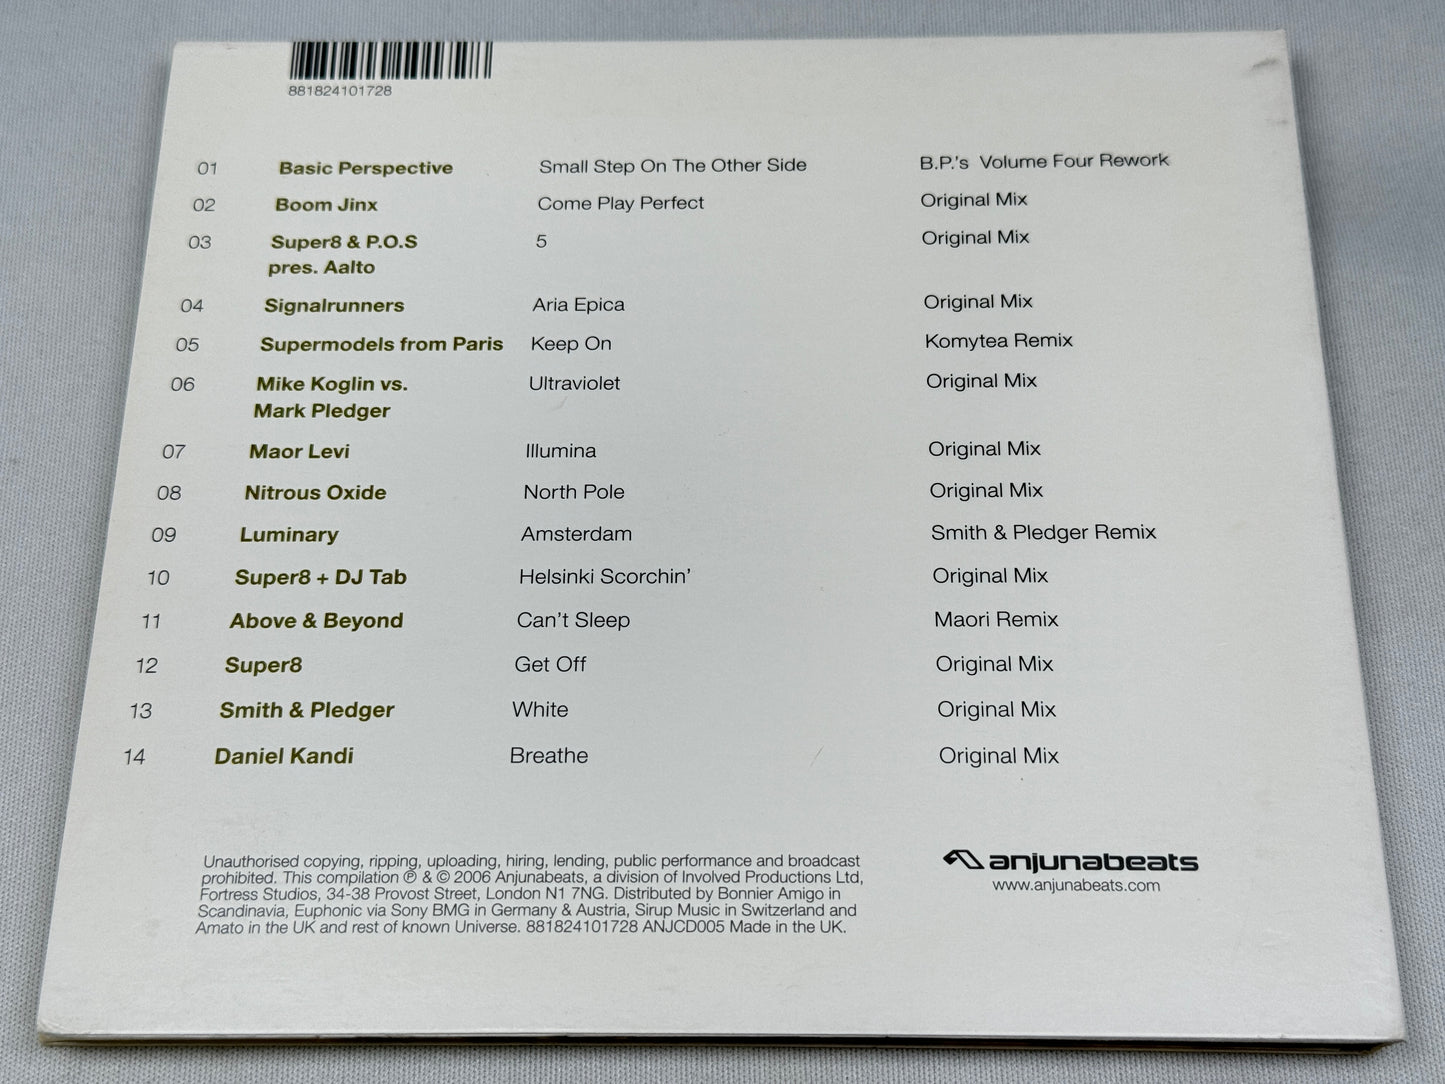 881824101728
01 Basic Perspective Small Step On The Other Side B.P.'s Volume Four Rework
02 Boom Jinx Come Play Perfect Original Mix
03 Super8 & P.O.S 5 Original Mix
pres. Aalto
04 Signalrunners Aria Epica Original Mix
05 Supermodels from Paris Keep On Komytea Remix
06 Mike Koglin vs. Ultraviolet Original Mix
Mark Pledger
07 Maor Levi Illumina Original Mix
08 Nitrous Oxide North Pole Original Mix
09 Luminary Amsterdam Smith & Pledger Remix
10 Super8 + DJ Tab Helsinki Scorchin' Original Mix
11 Above & Beyond Can't Sleep Maori Remix
12 Super8 Get Off Original Mix
13 Smith & Pledger White Original Mix
14 Daniel Kandi Breathe Original Mix
Unauthorised copying, ripping, uploading, hiring, lending, public performance and broadcast
prohibited. This compilation ℗ & © 2006 Anjunabeats, a division of Involved Productions Ltd,
Fortress Studios, 34-38 Provost Street, London N1 7NG. Distributed by Bonnier Amigo in
Scandinavia, Euphonic via Sony BMG in Germany & Austria, Sirup Music in Switzerland and
Amato in the UK and rest of known Universe. 881824101728 ANJCD005 Made in the UK.
anjunabeats
www.anjunabeats.com